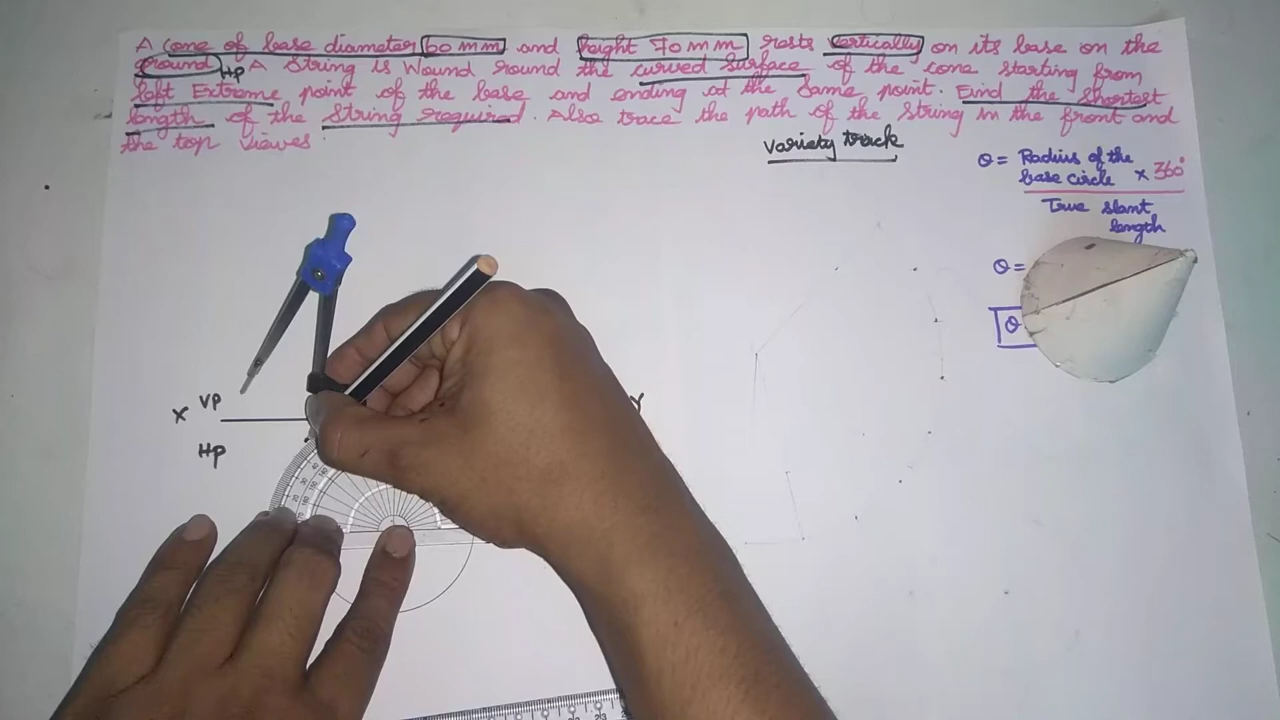 A cone of base diameter 60 mm and height 70 mm rests vertically on its base on the
ground HP A String is Wound round the curved surface of the cone starting from
left Extreme point of the base and ending at the same point. Find the shortest
length of the string required. Also trace the path of the string in the front and
the top views
variety track
θ = Radius of the
base circle × 360°
True slant
length
θ =
θ
X VP
Y
HP